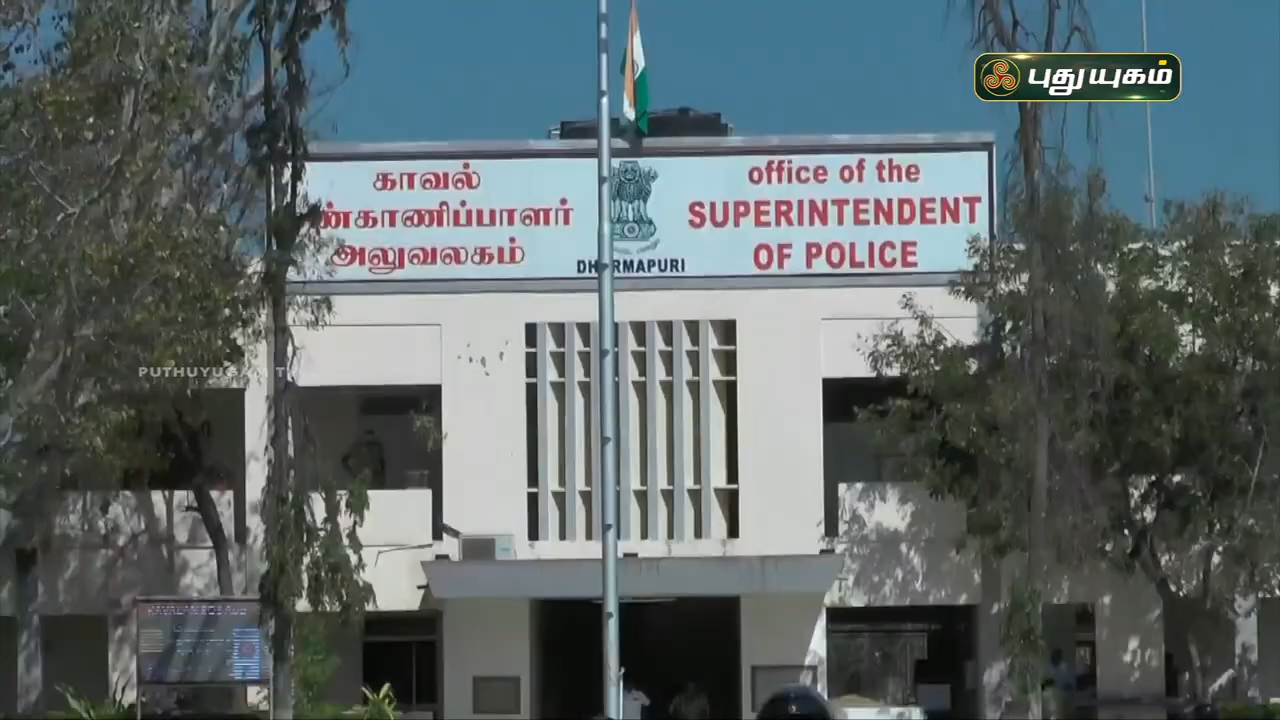 புதுயுகம்
காவல்
ண்காணிப்பாளர்
அலுவலகம்
office of the
SUPERINTENDENT
OF POLICE
DHARMAPURI